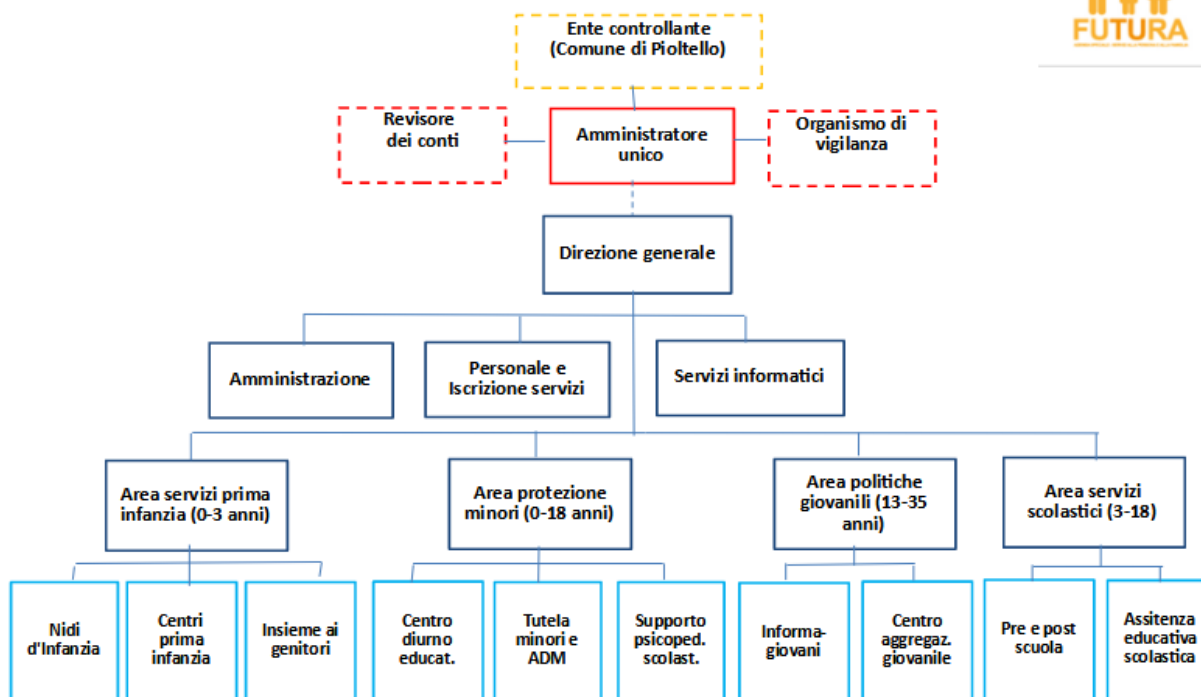 FUTURA
Ente controllante
(Comune di Pioltello)
Revisore
dei conti
Amministratore
unico
Organismo di
vigilanza
Direzione generale
Amministrazione
Personale e
Iscrizione servizi
Servizi informatici
Area servizi prima
infanzia (0-3 anni)
Area protezione
minori (0-18 anni)
Area politiche
giovanili (13-35
anni)
Area servizi
scolastici (3-18)
Nidi
d'Infanzia
Centri
prima
infanzia
Insieme ai
genitori
Centro
diurno
educat.
Tutela
minori e
ADM
Supporto
psicoped.
scolast.
Informa-
giovani
Centro
aggregaz.
giovanile
Pre e post
scuola
Assitenza
educativa
scolastica